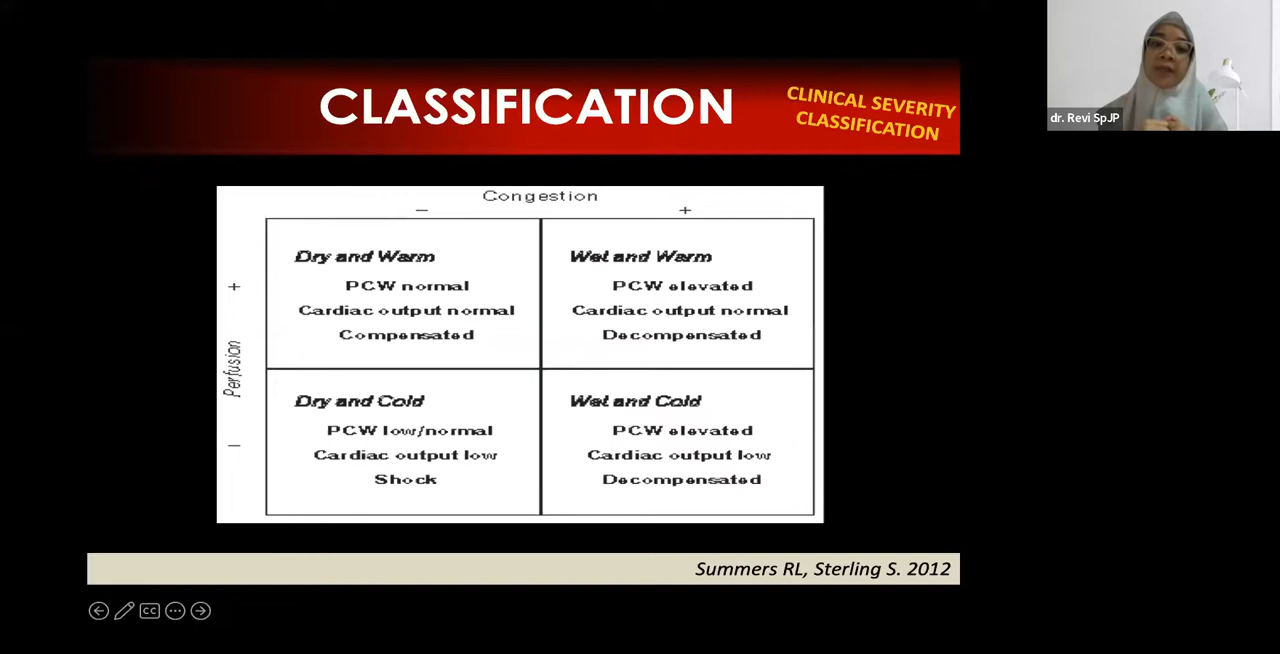 CLASSIFICATION
CLINICAL SEVERITY
CLASSIFICATION
dr. Revi SpJP
Congestion
− +
Dry and Warm
PCW normal
Cardiac output normal
Compensated
Wet and Warm
PCW elevated
Cardiac output normal
Decompensated
+
Perfusion
−
Dry and Cold
PCW low/normal
Cardiac output low
Shock
Wet and Cold
PCW elevated
Cardiac output low
Decompensated
Summers RL, Sterling S. 2012
CC